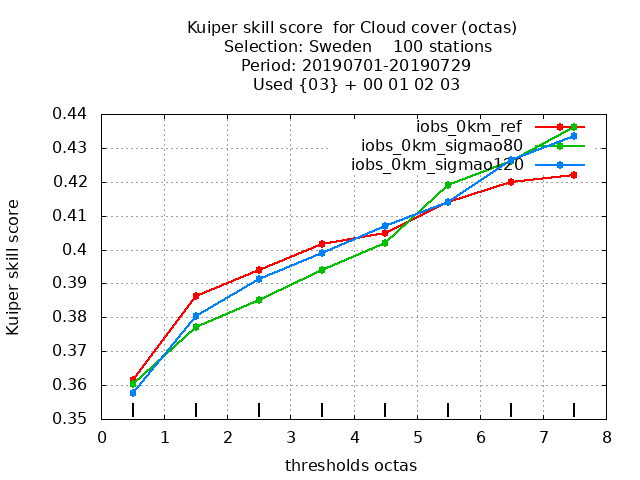 Kuiper skill score  for Cloud cover (octas)
Selection: Sweden    100 stations
Period: 20190701-20190729
Used {03} + 00 01 02 03
iobs_0km_ref
iobs_0km_sigmao80
iobs_0km_sigmao120
0.44
0.43
0.42
0.41
0.4
0.39
0.38
0.37
0.36
0.35
Kuiper skill score
0 1 2 3 4 5 6 7 8
thresholds octas